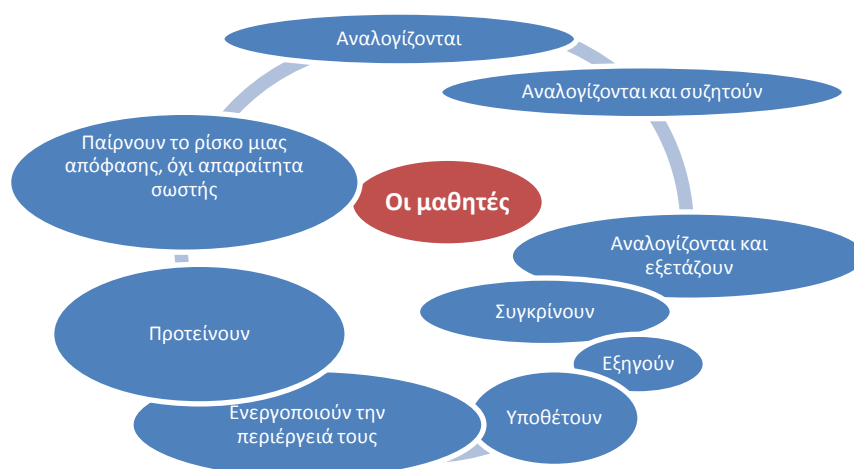 Αναλογίζονται
Αναλογίζονται και συζητούν
Παίρνουν το ρίσκο μιας
απόφασης, όχι απαραίτητα
σωστής
Οι μαθητές
Αναλογίζονται και
εξετάζουν
Συγκρίνουν
Προτείνουν
Εξηγούν
Ενεργοποιούν την
περιέργειά τους
Υποθέτουν